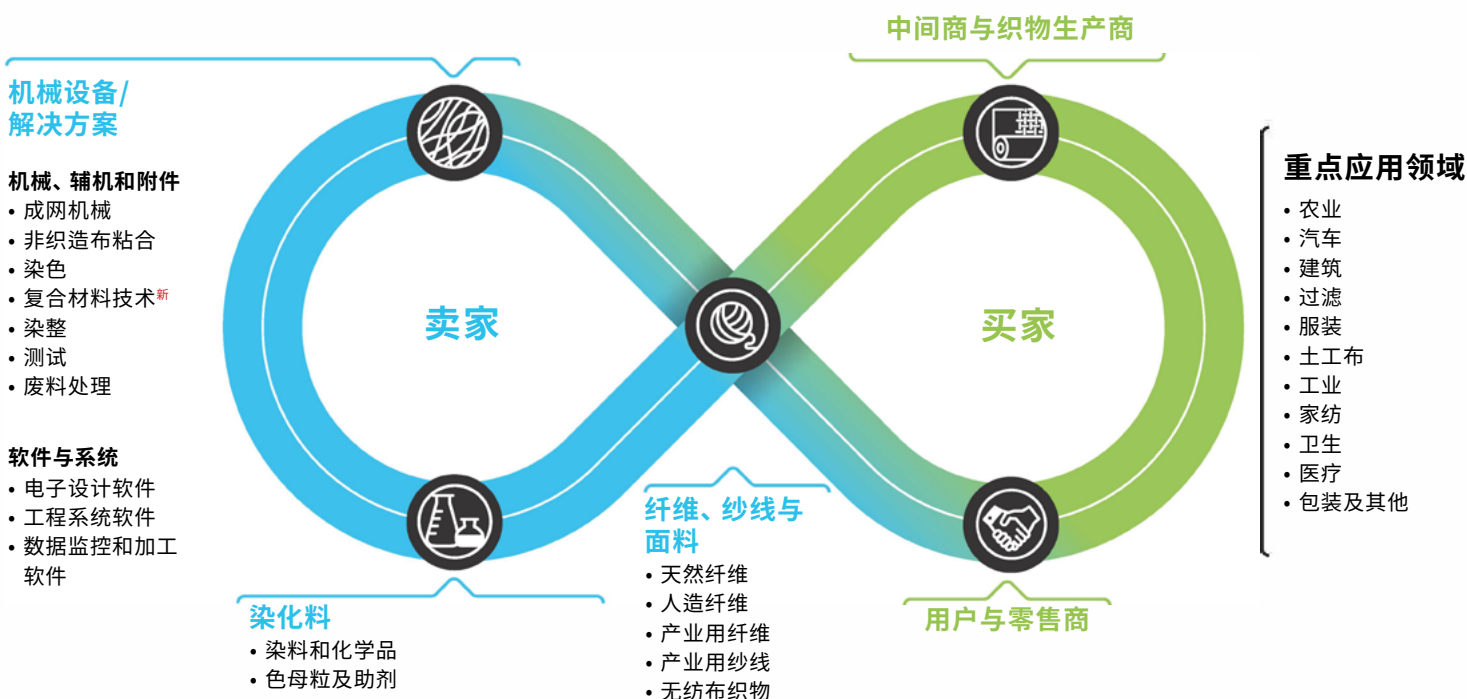 中间商与织物生产商
机械设备/
解决方案
机械、辅机和附件
• 成网机械
• 非织造布粘合
• 染色
• 复合材料技术新
• 染整
• 测试
• 废料处理
软件与系统
• 电子设计软件
• 工程系统软件
• 数据监控和加工
软件
卖家
买家
染化料
• 染料和化学品
• 色母粒及助剂
纤维、纱线与
面料
• 天然纤维
• 人造纤维
• 产业用纤维
• 产业用纱线
• 无纺布织物
用户与零售商
重点应用领域
• 农业
• 汽车
• 建筑
• 过滤
• 服装
• 土工布
• 工业
• 家纺
• 卫生
• 医疗
• 包装及其他